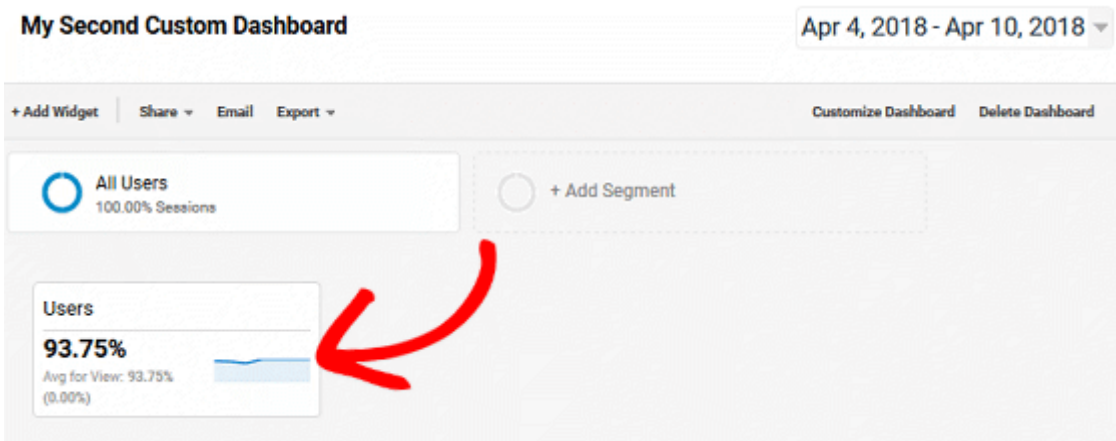 My Second Custom Dashboard
Apr 4, 2018 - Apr 10, 2018
+ Add Widget Share Email Export Customize Dashboard Delete Dashboard
All Users
100.00% Sessions
+ Add Segment
Users
93.75%
Avg for View: 93.75%
(0.00%)